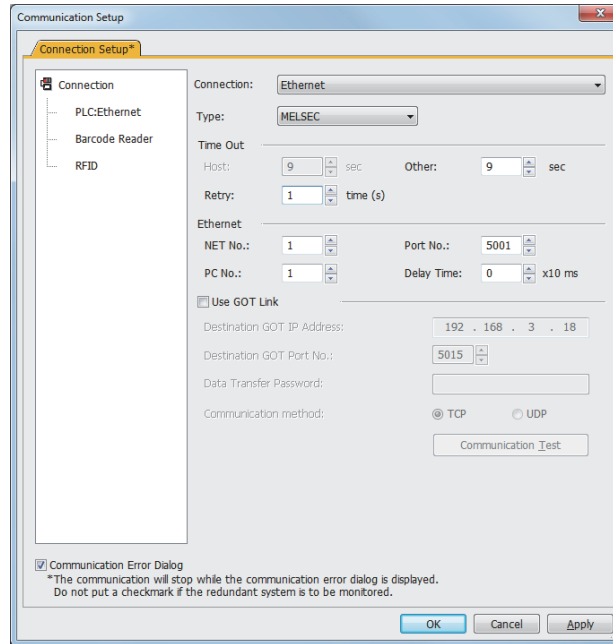 Communication Setup
Connection Setup*
Connection
PLC:Ethernet
Barcode Reader
RFID
Connection: Ethernet
Type: MELSEC
Time Out
Host: 9 sec Other: 9 sec
Retry: 1 time (s)
Ethernet
NET No.: 1 Port No.: 5001
PC No.: 1 Delay Time: 0 x10 ms
Use GOT Link
Destination GOT IP Address: 192 . 168 . 3 . 18
Destination GOT Port No.: 5015
Data Transfer Password:
Communication method: TCP UDP
Communication Test
Communication Error Dialog
*The communication will stop while the communication error dialog is displayed.
Do not put a checkmark if the redundant system is to be monitored.
OK Cancel Apply